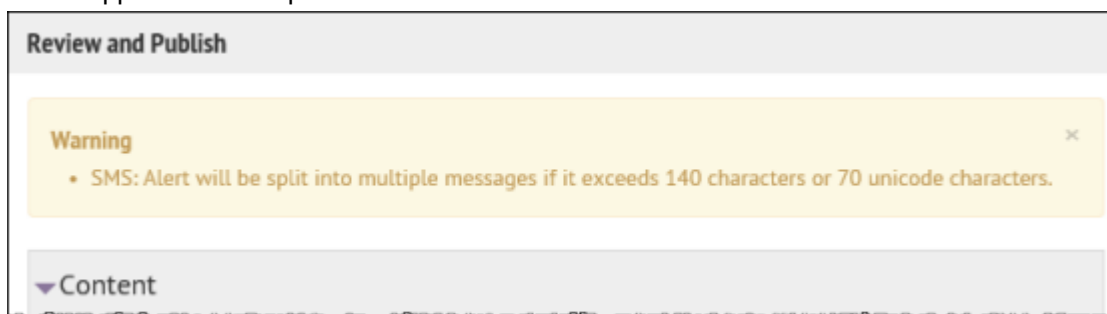 Review and Publish
Warning
×
• SMS: Alert will be split into multiple messages if it exceeds 140 characters or 70 unicode characters.
Content